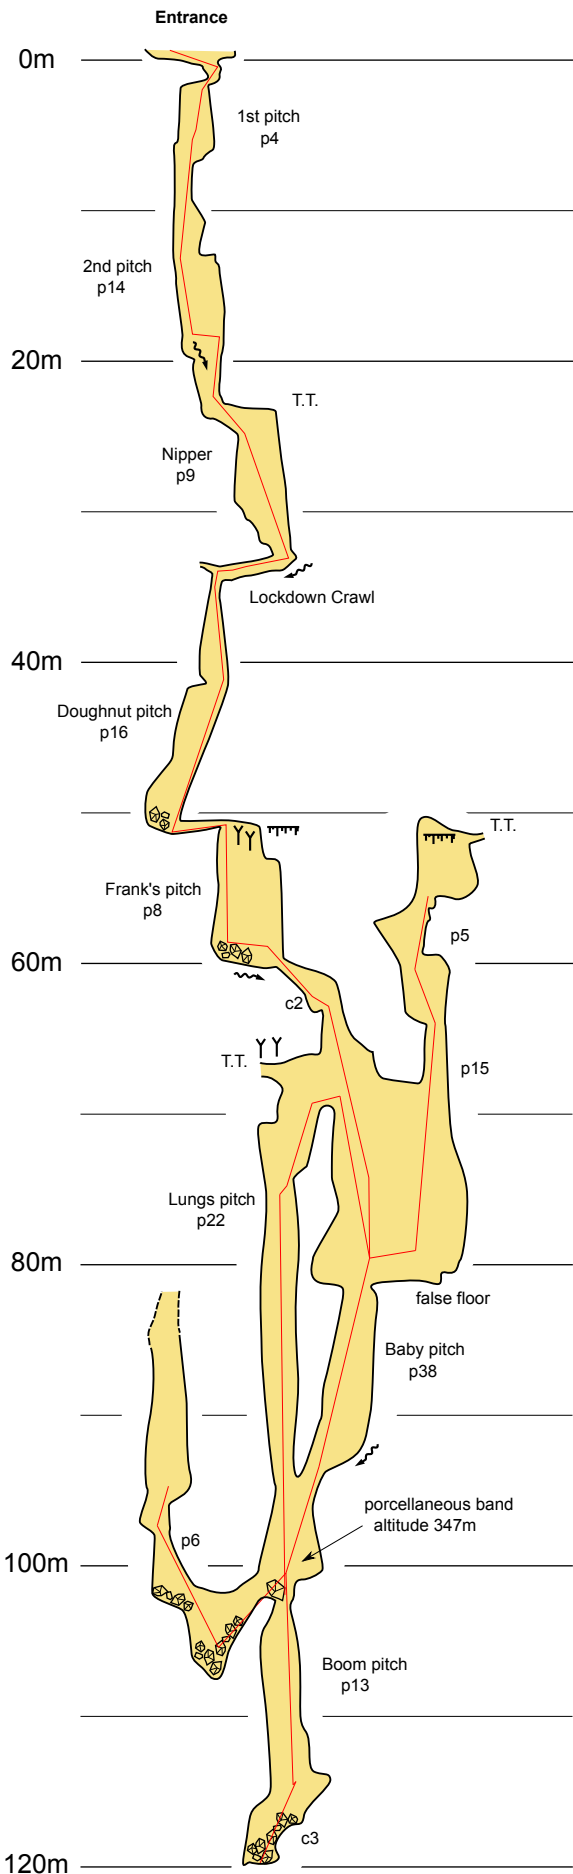 Entrance
0m
1st pitch
p4
2nd pitch
p14
20m
T.T.
Nipper
p9
Lockdown Crawl
40m
Doughnut pitch
p16
T.T.
Frank's pitch
p8
p5
60m
c2
T.T.
p15
Lungs pitch
p22
80m
false floor
Baby pitch
p38
porcellaneous band
altitude 347m
p6
100m
Boom pitch
p13
c3
120m